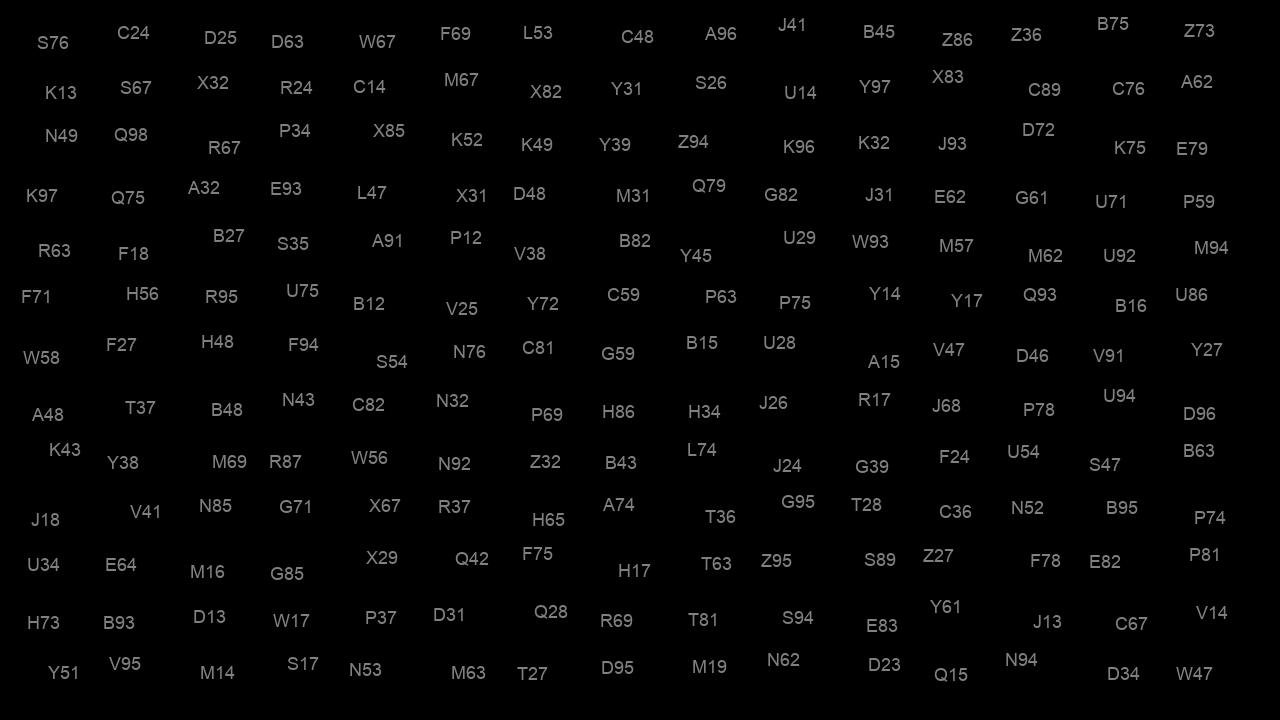 S76 C24 D25 D63 W67 F69 L53 C48 A96 J41 B45 Z86 Z36 B75 Z73
K13 S67 X32 R24 C14 M67 X82 Y31 S26 U14 Y97 X83 C89 C76 A62
N49 Q98 R67 P34 X85 K52 K49 Y39 Z94 K96 K32 J93 D72 K75 E79
K97 Q75 A32 E93 L47 X31 D48 M31 Q79 G82 J31 E62 G61 U71 P59
R63 F18 B27 S35 A91 P12 V38 B82 Y45 U29 W93 M57 M62 U92 M94
F71 H56 R95 U75 B12 V25 Y72 C59 P63 P75 Y14 Y17 Q93 B16 U86
W58 F27 H48 F94 S54 N76 C81 G59 B15 U28 A15 V47 D46 V91 Y27
A48 T37 B48 N43 C82 N32 P69 H86 H34 J26 R17 J68 P78 U94 D96
K43 Y38 M69 R87 W56 N92 Z32 B43 L74 J24 G39 F24 U54 S47 B63
J18 V41 N85 G71 X67 R37 H65 A74 T36 G95 T28 C36 N52 B95 P74
U34 E64 M16 G85 X29 Q42 F75 H17 T63 Z95 S89 Z27 F78 E82 P81
H73 B93 D13 W17 P37 D31 Q28 R69 T81 S94 E83 Y61 J13 C67 V14
Y51 V95 M14 S17 N53 M63 T27 D95 M19 N62 D23 Q15 N94 D34 W47